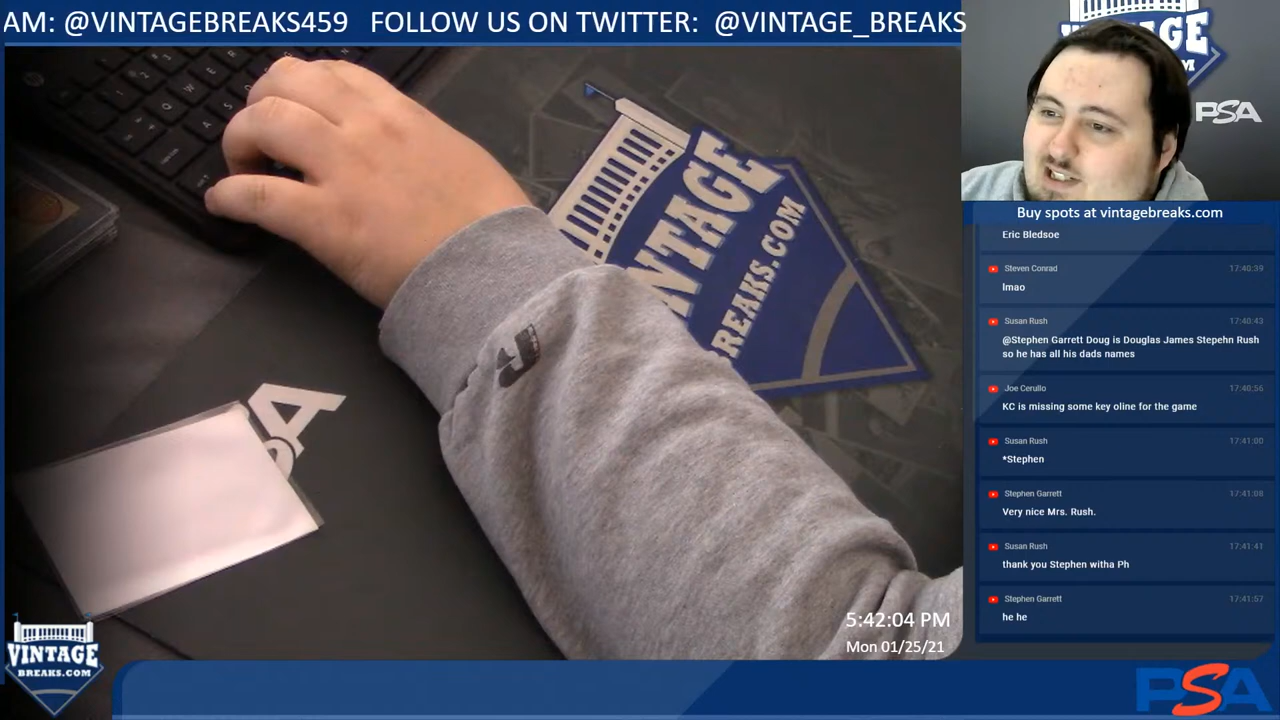 AM: @VINTAGEBREAKS459 FOLLOW US ON TWITTER: @VINTAGE_BREAKS
VINTAGE
BREAKS.COM
PSA
Buy spots at vintagebreaks.com
Eric Bledsoe
Steven Conrad 17:40:39
lmao
Susan Rush 17:40:43
@Stephen Garrett Doug is Douglas James Stepehn Rush
so he has all his dads names
Joe Cerullo 17:40:56
KC is missing some key oline for the game
Susan Rush 17:41:00
*Stephen
Stephen Garrett 17:41:08
Very nice Mrs. Rush.
Susan Rush 17:41:41
thank you Stephen witha Ph
Stephen Garrett 17:41:57
he he
5:42:04 PM
Mon 01/25/21
VINTAGE
BREAKS.COM
PSA